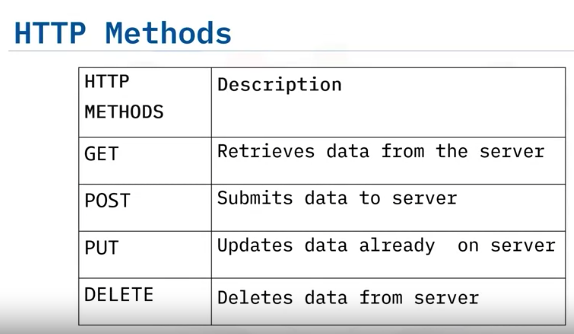 HTTP Methods
HTTP METHODS Description
GET Retrieves data from the server
POST Submits data to server
PUT Updates data already on server
DELETE Deletes data from server